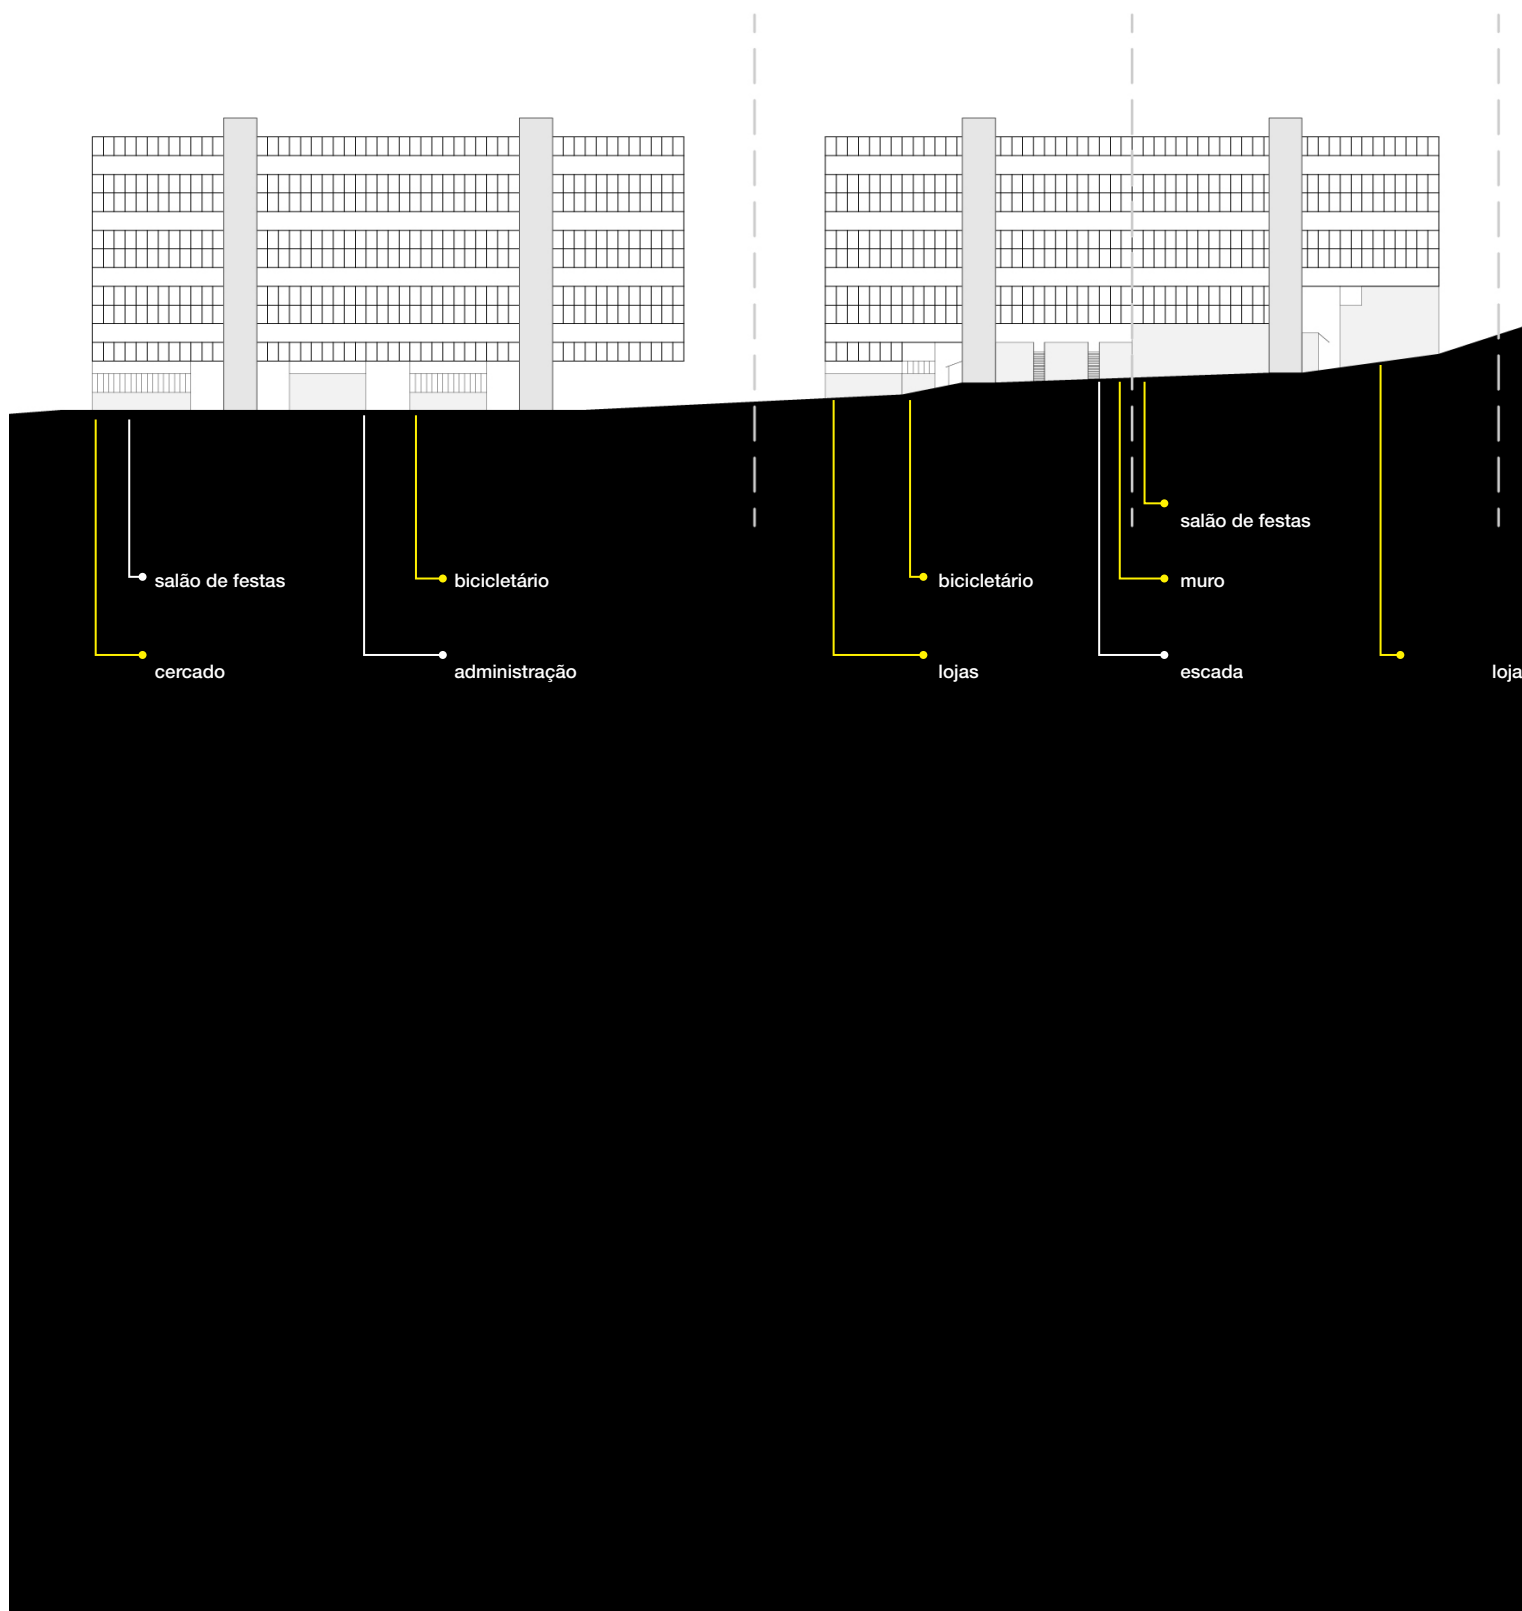 salão de festas
salão de festas
bicicletário
bicicletário
muro
cercado
administração
lojas
escada
loja